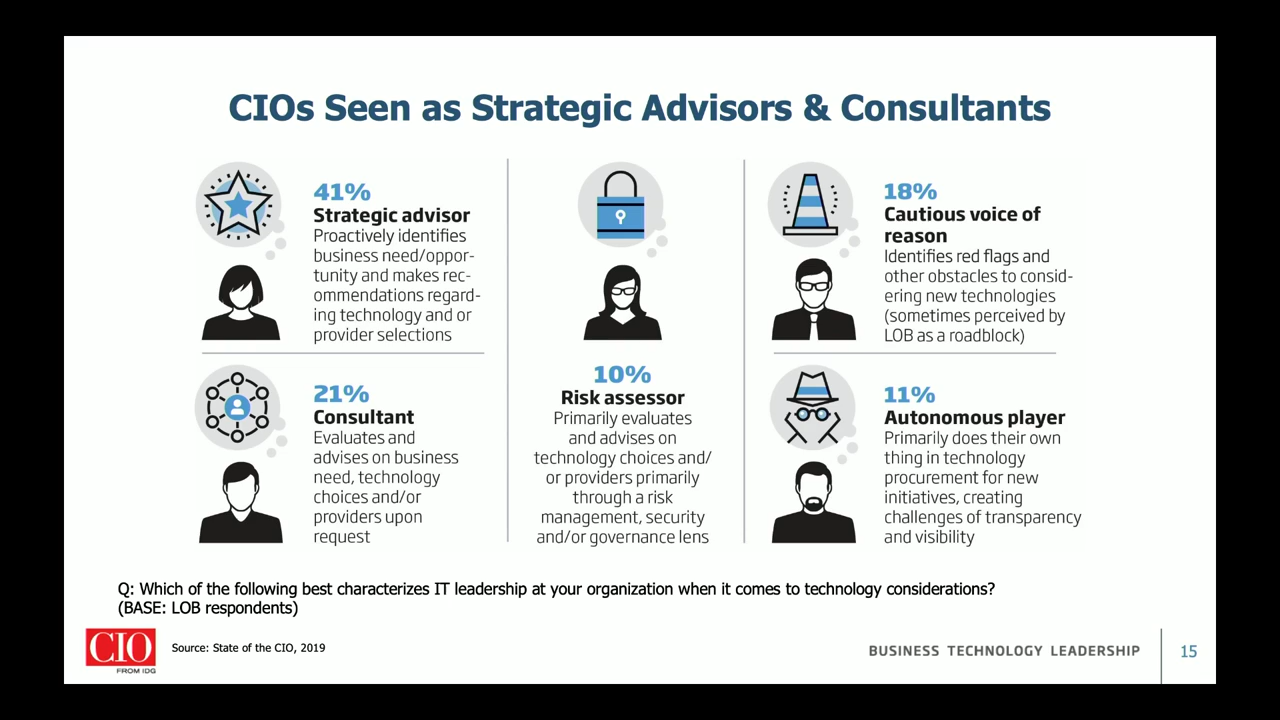 CIOs Seen as Strategic Advisors & Consultants
41%
Strategic advisor
Proactively identifies
business need/oppor-
tunity and makes rec-
ommendations regard-
ing technology and or
provider selections
21%
Consultant
Evaluates and
advises on business
need, technology
choices and/or
providers upon
request
10%
Risk assessor
Primarily evaluates
and advises on
technology choices and/
or providers primarily
through a risk
management, security
and/or governance lens
18%
Cautious voice of
reason
Identifies red flags and
other obstacles to consid-
ering new technologies
(sometimes perceived by
LOB as a roadblock)
11%
Autonomous player
Primarily does their own
thing in technology
procurement for new
initiatives, creating
challenges of transparency
and visibility
Q: Which of the following best characterizes IT leadership at your organization when it comes to technology considerations?
(BASE: LOB respondents)
CIO
FROM IDG
Source: State of the CIO, 2019
BUSINESS TECHNOLOGY LEADERSHIP
15